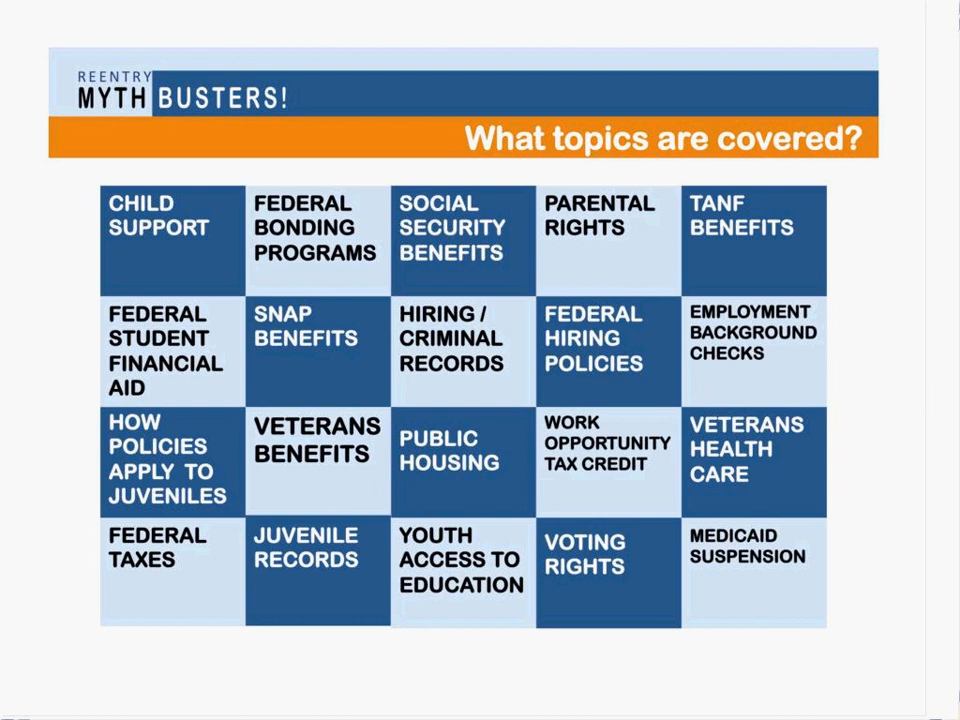 REENTRY
MYTH BUSTERS!
What topics are covered?
CHILD
SUPPORT
FEDERAL
BONDING
PROGRAMS
SOCIAL
SECURITY
BENEFITS
PARENTAL
RIGHTS
TANF
BENEFITS
FEDERAL
STUDENT
FINANCIAL
AID
SNAP
BENEFITS
HIRING /
CRIMINAL
RECORDS
FEDERAL
HIRING
POLICIES
EMPLOYMENT
BACKGROUND
CHECKS
HOW
POLICIES
APPLY TO
JUVENILES
VETERANS
BENEFITS
PUBLIC
HOUSING
WORK
OPPORTUNITY
TAX CREDIT
VETERANS
HEALTH
CARE
FEDERAL
TAXES
JUVENILE
RECORDS
YOUTH
ACCESS TO
EDUCATION
VOTING
RIGHTS
MEDICAID
SUSPENSION